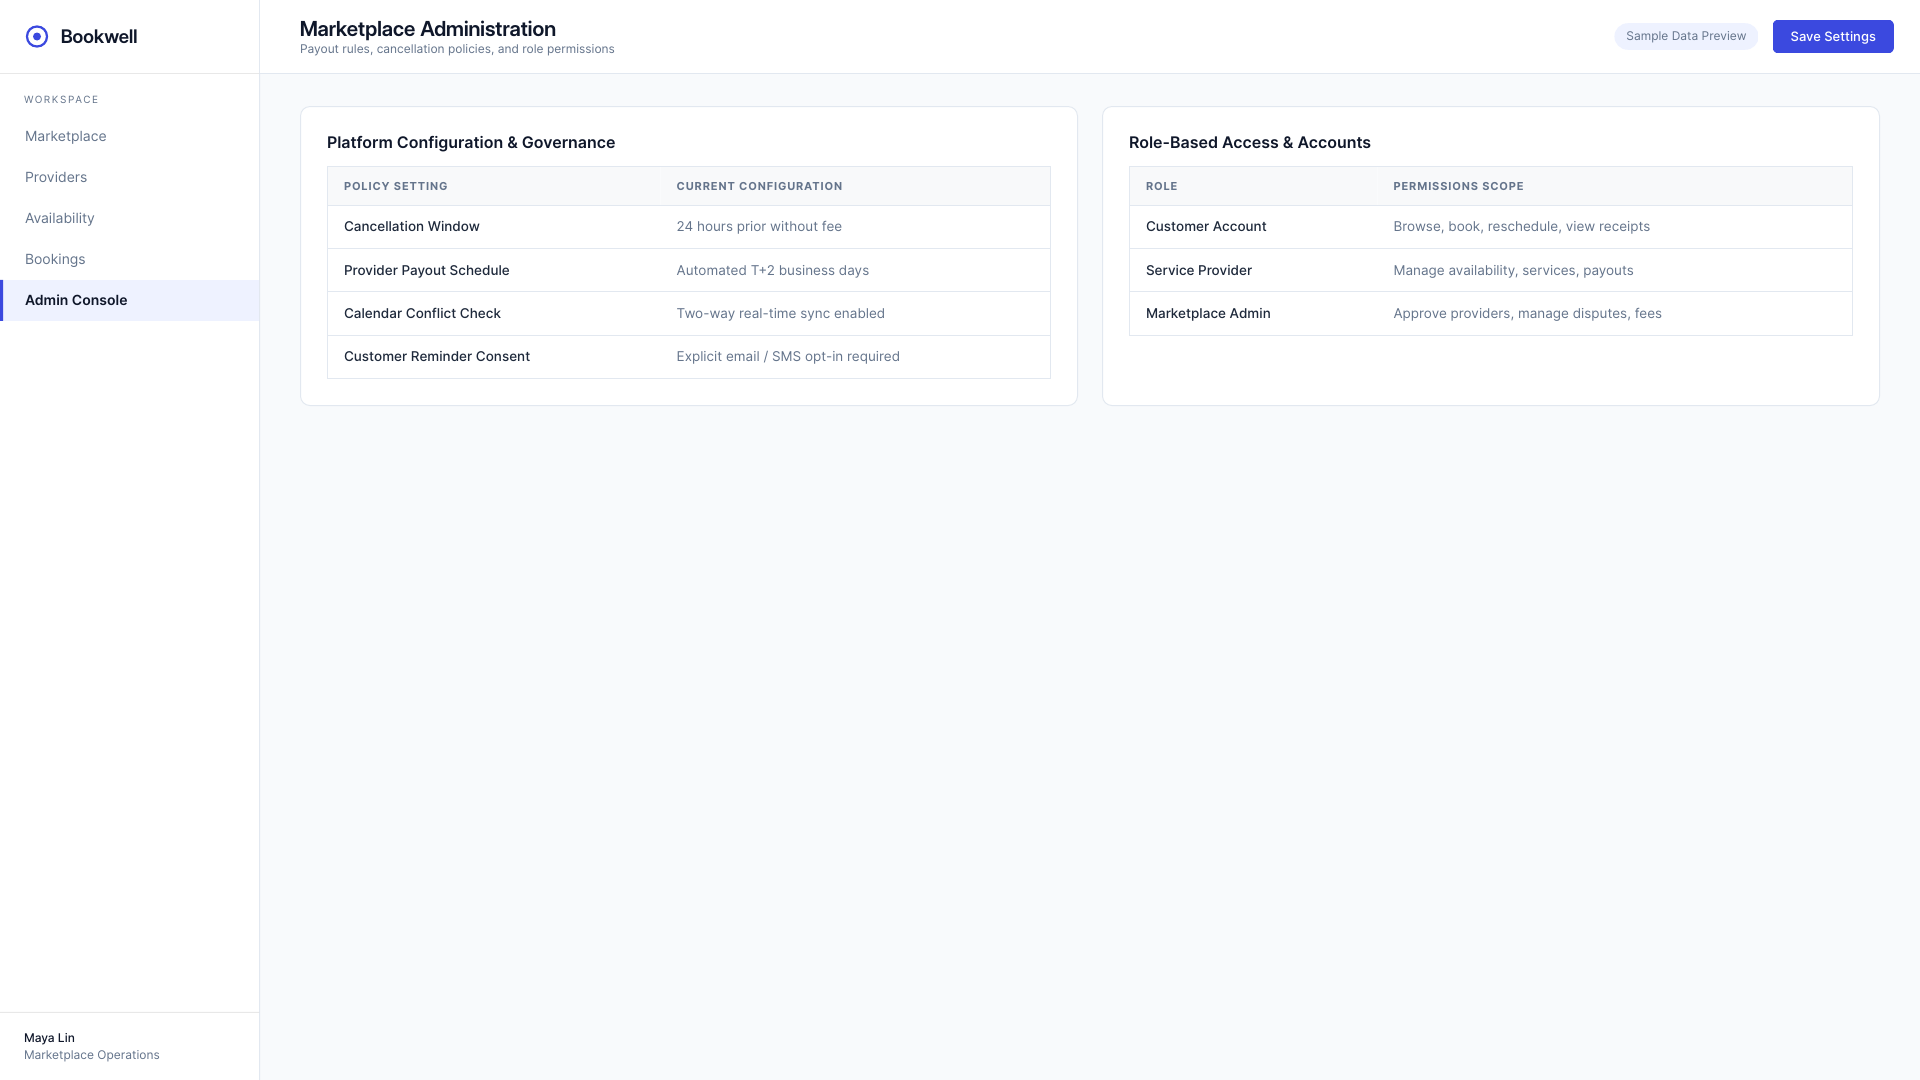 Bookwell
WORKSPACE
Marketplace
Providers
Availability
Bookings
Admin Console
Maya Lin
Marketplace Operations
Marketplace Administration
Payout rules, cancellation policies, and role permissions
Sample Data Preview
Save Settings
Platform Configuration & Governance
POLICY SETTING CURRENT CONFIGURATION
Cancellation Window 24 hours prior without fee
Provider Payout Schedule Automated T+2 business days
Calendar Conflict Check Two-way real-time sync enabled
Customer Reminder Consent Explicit email / SMS opt-in required
Role-Based Access & Accounts
ROLE PERMISSIONS SCOPE
Customer Account Browse, book, reschedule, view receipts
Service Provider Manage availability, services, payouts
Marketplace Admin Approve providers, manage disputes, fees